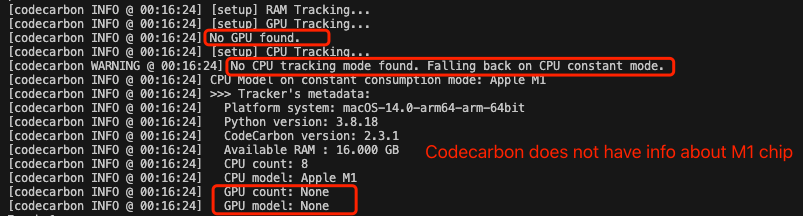 [codecarbon INFO @ 00:16:24] [setup] RAM Tracking...
[codecarbon INFO @ 00:16:24] [setup] GPU Tracking...
[codecarbon INFO @ 00:16:24] No GPU found.
[codecarbon INFO @ 00:16:24] [setup] CPU Tracking...
[codecarbon WARNING @ 00:16:24] No CPU tracking mode found. Falling back on CPU constant mode.
[codecarbon INFO @ 00:16:24] CPU Model on constant consumption mode: Apple M1
[codecarbon INFO @ 00:16:24] >>> Tracker's metadata:
[codecarbon INFO @ 00:16:24]   Platform system: macOS-14.0-arm64-arm-64bit
[codecarbon INFO @ 00:16:24]   Python version: 3.8.18
[codecarbon INFO @ 00:16:24]   CodeCarbon version: 2.3.1
[codecarbon INFO @ 00:16:24]   Available RAM : 16.000 GB
Codecarbon does not have info about M1 chip
[codecarbon INFO @ 00:16:24]   CPU count: 8
[codecarbon INFO @ 00:16:24]   CPU model: Apple M1
[codecarbon INFO @ 00:16:24]   GPU count: None
[codecarbon INFO @ 00:16:24]   GPU model: None